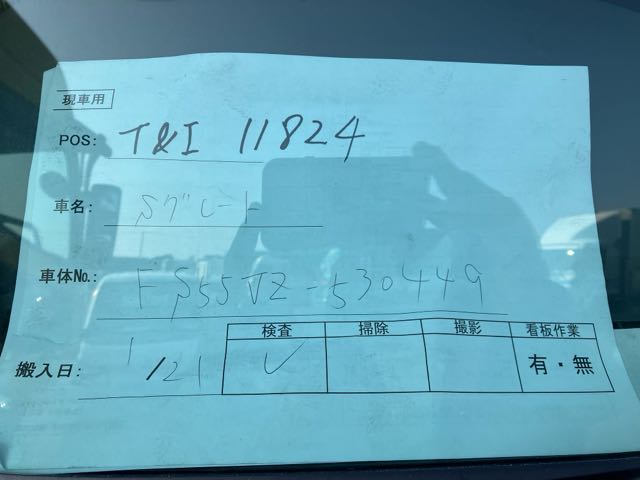 現車用
POS: T&I 11824
車名: Sグレート
車体No.: FS55VZ-530449
検査 掃除 撮影 看板作業
搬入日: 1/21 ✓ 有・無